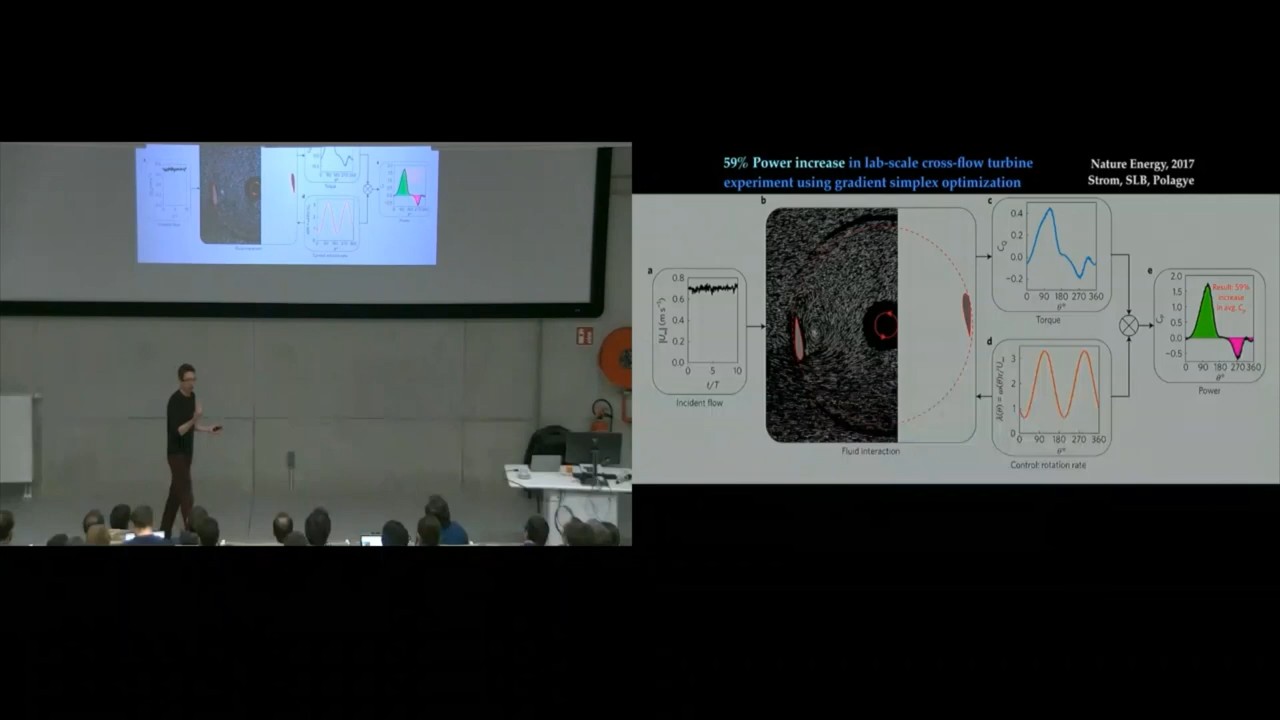 59% Power increase in lab-scale cross-flow turbine
experiment using gradient simplex optimization
Nature Energy, 2017
Strom, SLB, Polagye
a
0.8
0.6
0.4
0.2
0.0
|U∞| (m s⁻¹)
0 5 10
t/T
Incident flow
b
Fluid interaction
c
0.4
0.2
0.0
−0.2
C_Q
0 90 180 270 360
θ°
Torque
d
3
2
1
0
λ(θ) = ω(θ)r/U∞
0 90 180 270 360
θ°
Control: rotation rate
e
2.0
1.5
1.0
0.5
0.0
−0.5
C_P
Result: 59%
increase
in avg. C_P
0 90 180 270 360
θ°
Power